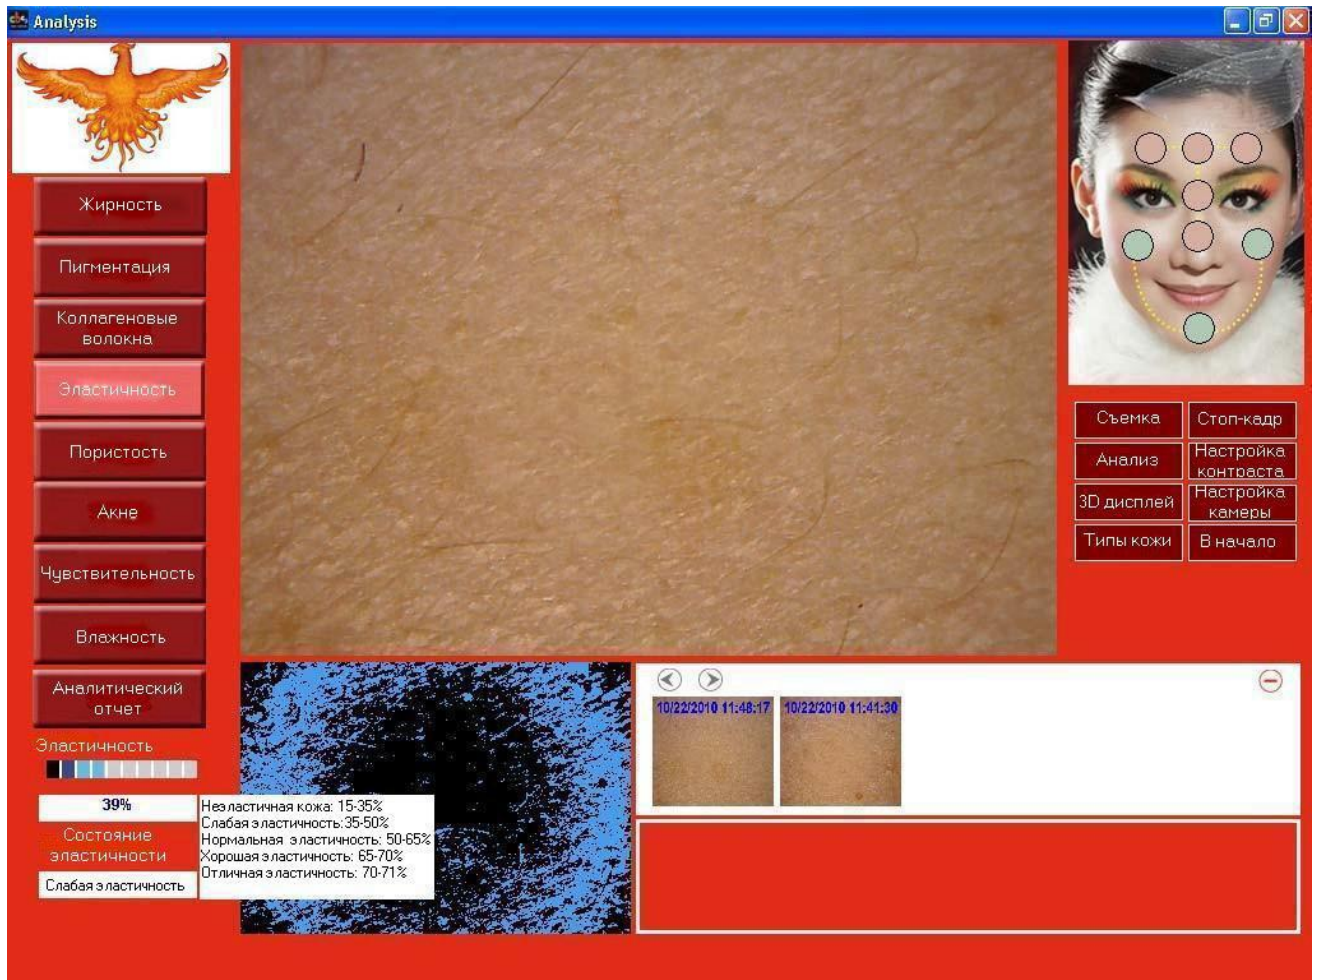 Analysis
Жирность
Пигментация
Коллагеновые
волокна
Эластичность
Пористость
Акне
Чувствительность
Влажность
Аналитический
отчет
Эластичность
39%
Состояние
эластичности
Слабая эластичность
Неэластичная кожа: 15-35%
Слабая эластичность:35-50%
Нормальная эластичность: 50-65%
Хорошая эластичность: 65-70%
Отличная эластичность: 70-71%
10/22/2010 11:48:17
10/22/2010 11:41:30
Съемка
Стоп-кадр
Анализ
Настройка
контраста
3D дисплей
Настройка
камеры
Типы кожи
В начало